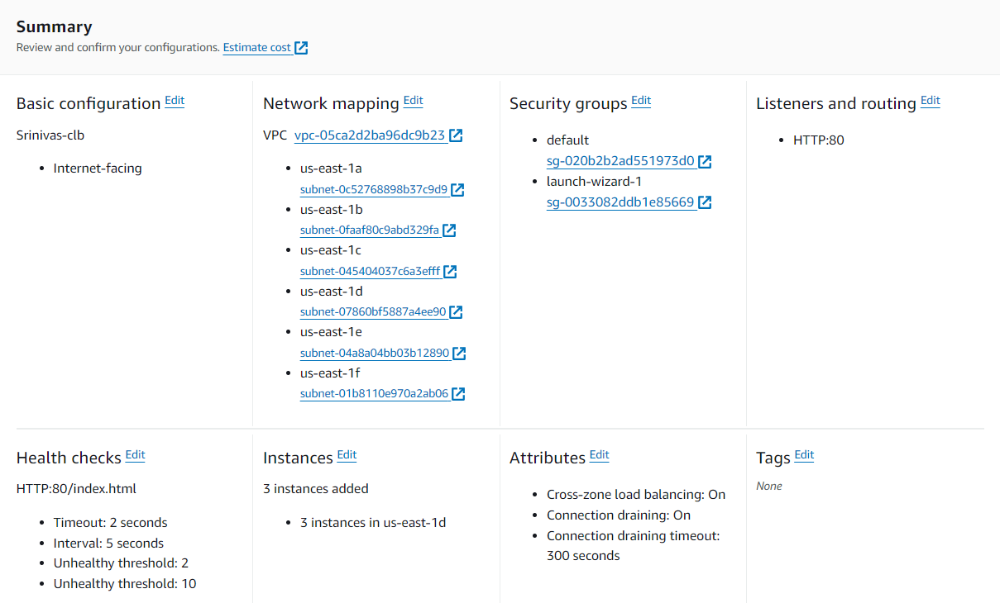 Summary
Review and confirm your configurations. Estimate cost
Basic configuration Edit
Srinivas-clb
Internet-facing
Network mapping Edit
VPC vpc-05ca2d2ba96dc9b23
us-east-1a
subnet-0c52768898b37c9d9
us-east-1b
subnet-0faaf80c9abd329fa
us-east-1c
subnet-045404037c6a3efff
us-east-1d
subnet-07860bf5887a4ee90
us-east-1e
subnet-04a8a04bb03b12890
us-east-1f
subnet-01b8110e970a2ab06
Security groups Edit
default
sg-020b2b2ad551973d0
launch-wizard-1
sg-0033082ddb1e85669
Listeners and routing Edit
HTTP:80
Health checks Edit
HTTP:80/index.html
Timeout: 2 seconds
Interval: 5 seconds
Unhealthy threshold: 2
Unhealthy threshold: 10
Instances Edit
3 instances added
3 instances in us-east-1d
Attributes Edit
Cross-zone load balancing: On
Connection draining: On
Connection draining timeout:
300 seconds
Tags Edit
None